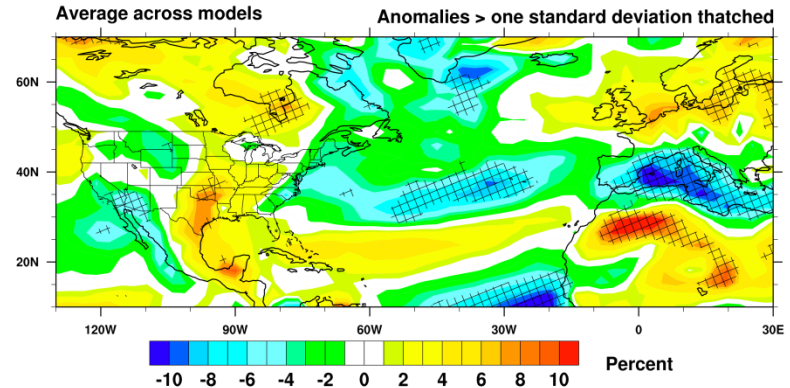 Average across models
Anomalies > one standard deviation thatched
60N
40N
20N
120W 90W 60W 30W 0 30E
-10 -8 -6 -4 -2 0 2 4 6 8 10
Percent